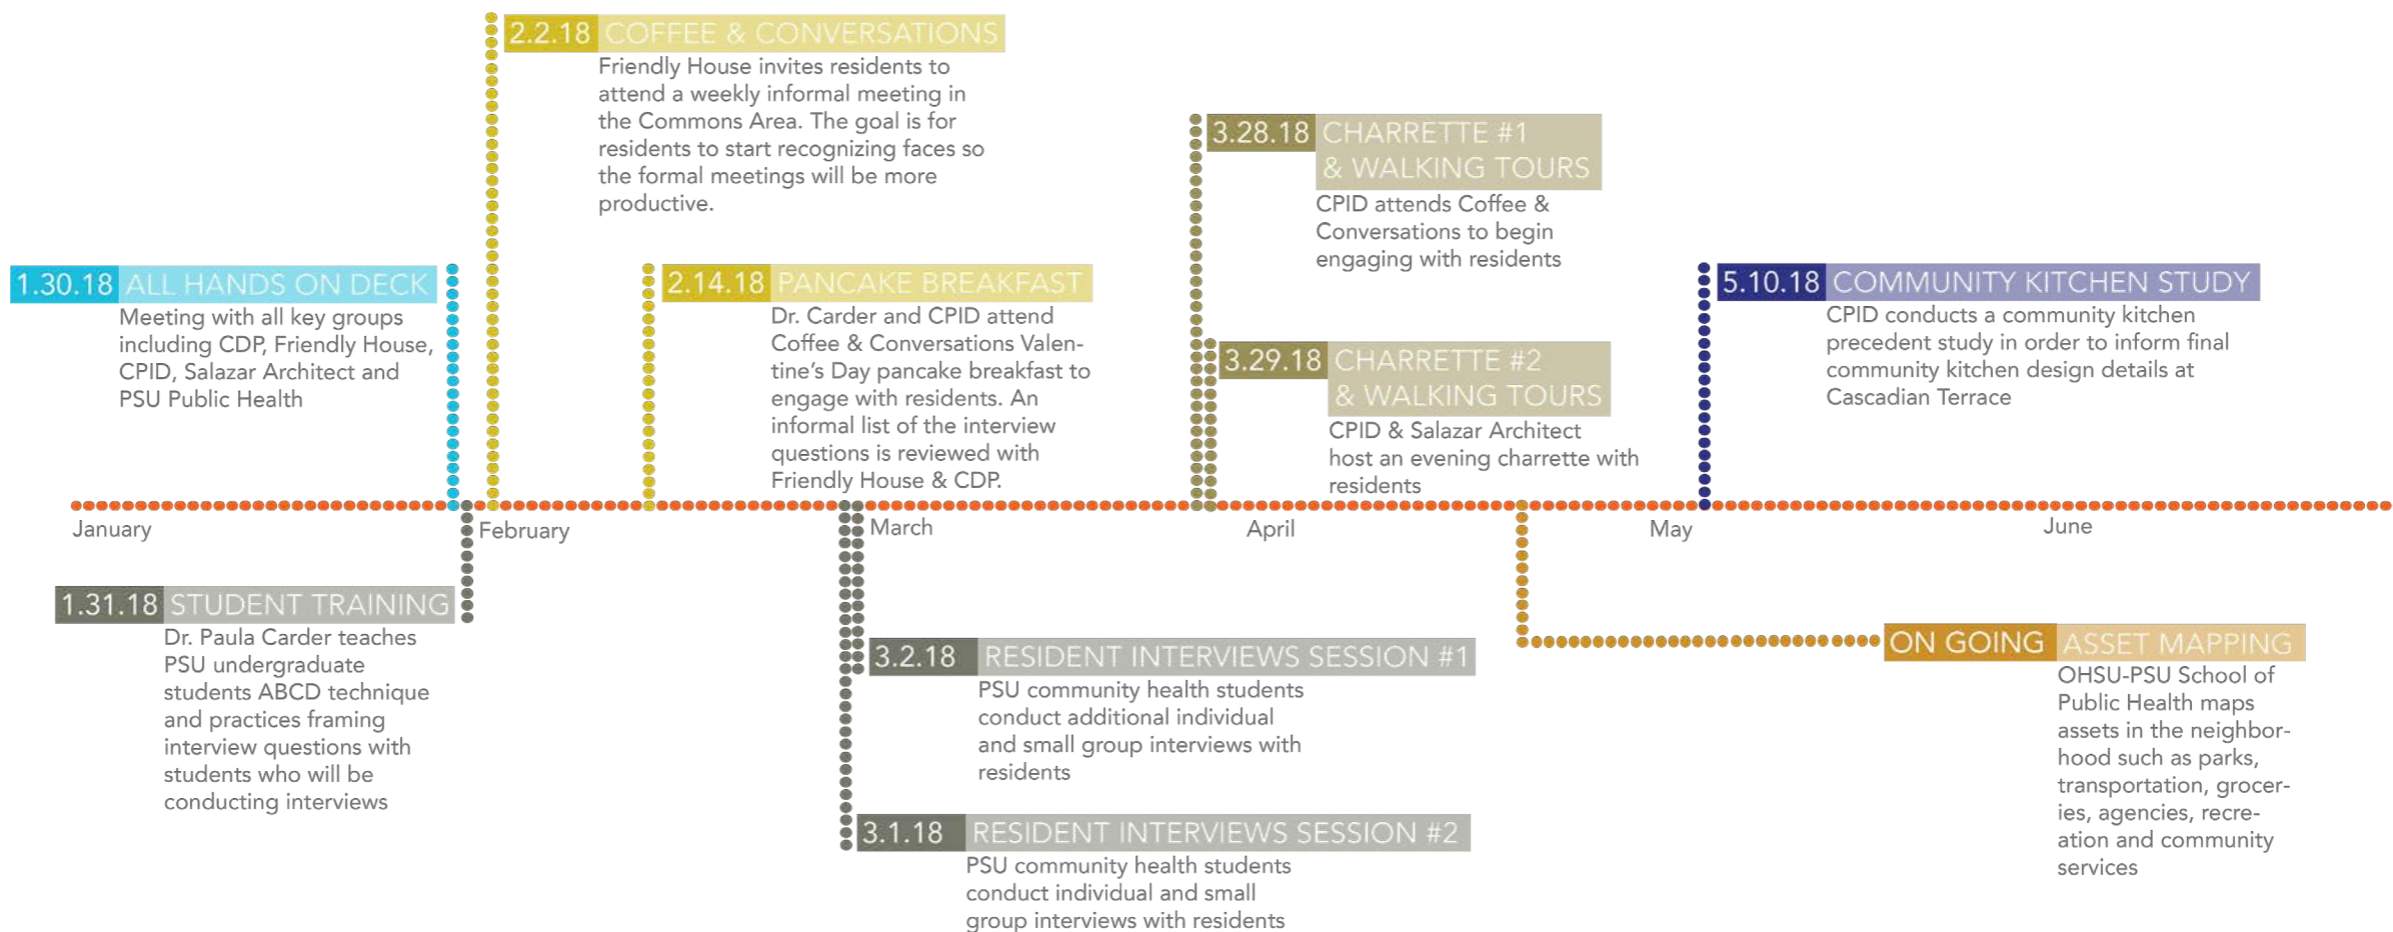 2.2.18 COFFEE & CONVERSATIONS
Friendly House invites residents to
attend a weekly informal meeting in
the Commons Area. The goal is for
residents to start recognizing faces so
the formal meetings will be more
productive.
3.28.18 CHARRETTE #1
& WALKING TOURS
CPID attends Coffee &
Conversations to begin
engaging with residents
1.30.18 ALL HANDS ON DECK
Meeting with all key groups
including CDP, Friendly House,
CPID, Salazar Architect and
PSU Public Health
2.14.18 PANCAKE BREAKFAST
Dr. Carder and CPID attend
Coffee & Conversations Valen-
tine’s Day pancake breakfast to
engage with residents. An
informal list of the interview
questions is reviewed with
Friendly House & CDP.
3.29.18 CHARRETTE #2
& WALKING TOURS
CPID & Salazar Architect
host an evening charrette with
residents
5.10.18 COMMUNITY KITCHEN STUDY
CPID conducts a community kitchen
precedent study in order to inform final
community kitchen design details at
Cascadian Terrace
January
February
March
April
May
June
1.31.18 STUDENT TRAINING
Dr. Paula Carder teaches
PSU undergraduate
students ABCD technique
and practices framing
interview questions with
students who will be
conducting interviews
3.2.18 RESIDENT INTERVIEWS SESSION #1
PSU community health students
conduct additional individual
and small group interviews with
residents
3.1.18 RESIDENT INTERVIEWS SESSION #2
PSU community health students
conduct individual and small
group interviews with residents
ON GOING ASSET MAPPING
OHSU-PSU School of
Public Health maps
assets in the neighbor-
hood such as parks,
transportation, grocer-
ies, agencies, recre-
ation and community
services